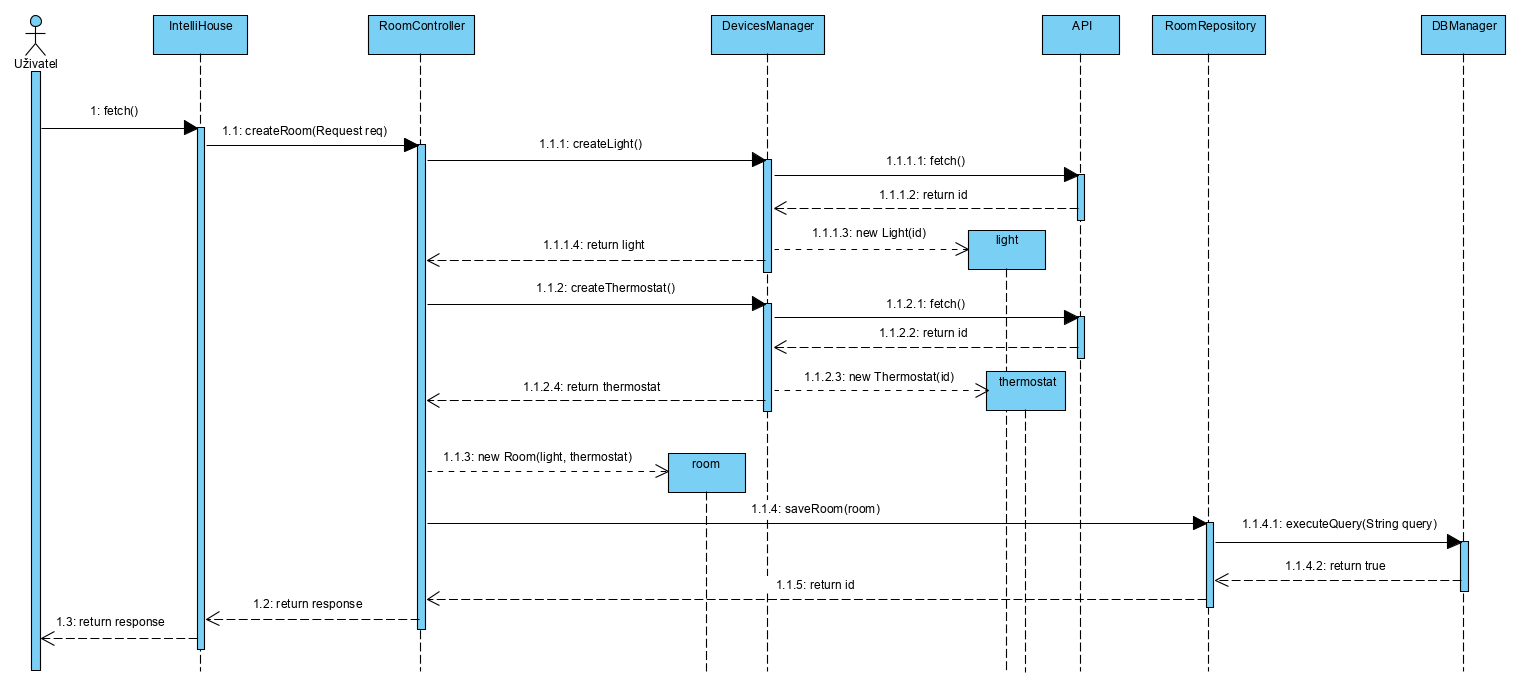 IntelliHouse
RoomController
DevicesManager
API
RoomRepository
DBManager
Uživatel
1: fetch()
1.1: createRoom(Request req)
1.1.1: createLight()
1.1.1.1: fetch()
1.1.1.2: return id
1.1.1.3: new Light(id)
light
1.1.1.4: return light
1.1.2: createThermostat()
1.1.2.1: fetch()
1.1.2.2: return id
1.1.2.3: new Thermostat(id)
thermostat
1.1.2.4: return thermostat
1.1.3: new Room(light, thermostat)
room
1.1.4: saveRoom(room)
1.1.4.1: executeQuery(String query)
1.1.4.2: return true
1.1.5: return id
1.2: return response
1.3: return response